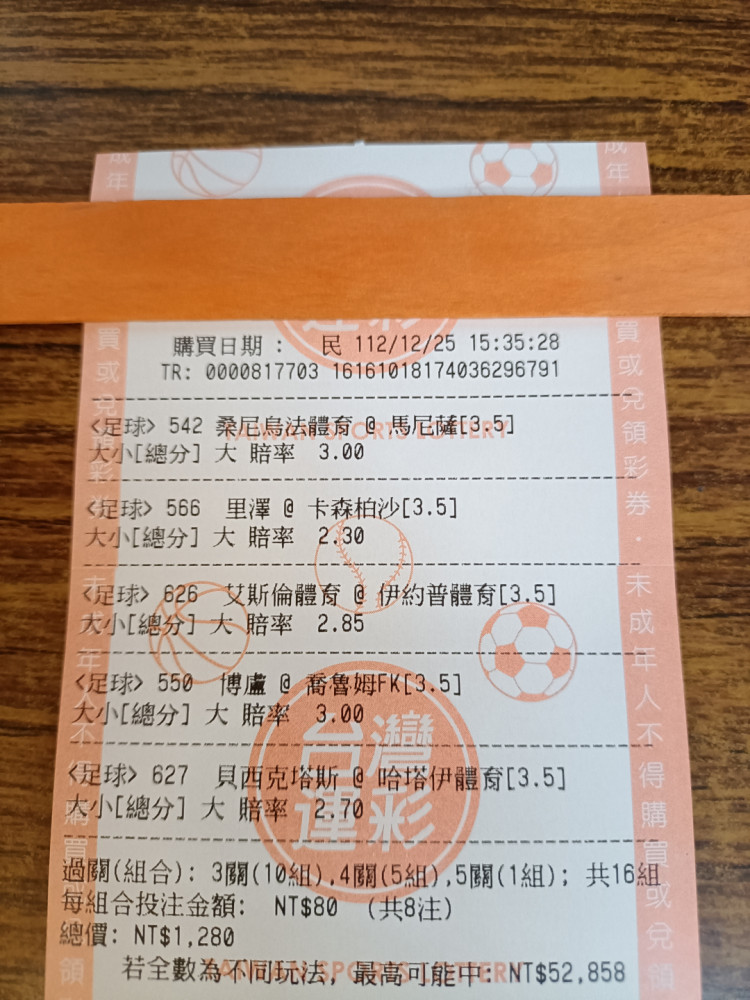 購買日期： 民 112/12/25 15:35:28
TR: 0000817703 16161018174036296791
<足球> 542 桑尼烏法體育 @ 馬尼薩[3.5]
TAIWAN SPORTS LOTTERY
大小[總分] 大 賠率 3.00
<足球> 566 里澤 @ 卡森柏沙[3.5]
大小[總分] 大 賠率 2.30
<足球> 626 艾斯倫體育 @ 伊約普體育[3.5]
大小[總分] 大 賠率 2.85
<足球> 550 博盧 @ 喬魯姆FK[3.5]
大小[總分] 大 賠率 3.00
<足球> 627 貝西克塔斯 @ 哈塔伊體育[3.5]
大小[總分] 大 賠率 2.70
台灣
運彩
過關(組合): 3關(10組),4關(5組),5關(1組); 共16組
每組合投注金額: NT$80 (共8注)
總價: NT$1,280
若全數為不同玩法, 最高可能中: NT$52,858
TAIWAN SPORTS LOTTERY
成年
買或兌領彩券
未成年人不得購買或兌領